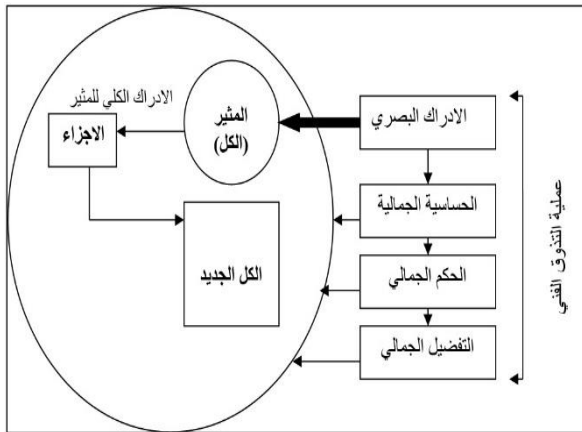 الادراك البصري
الحساسية الجمالية
الحكم الجمالي
التفضيل الجمالي
عملية التذوق الفني
المثير
(الكل)
الادراك الكلي للمثير
الاجزاء
الكل الجديد